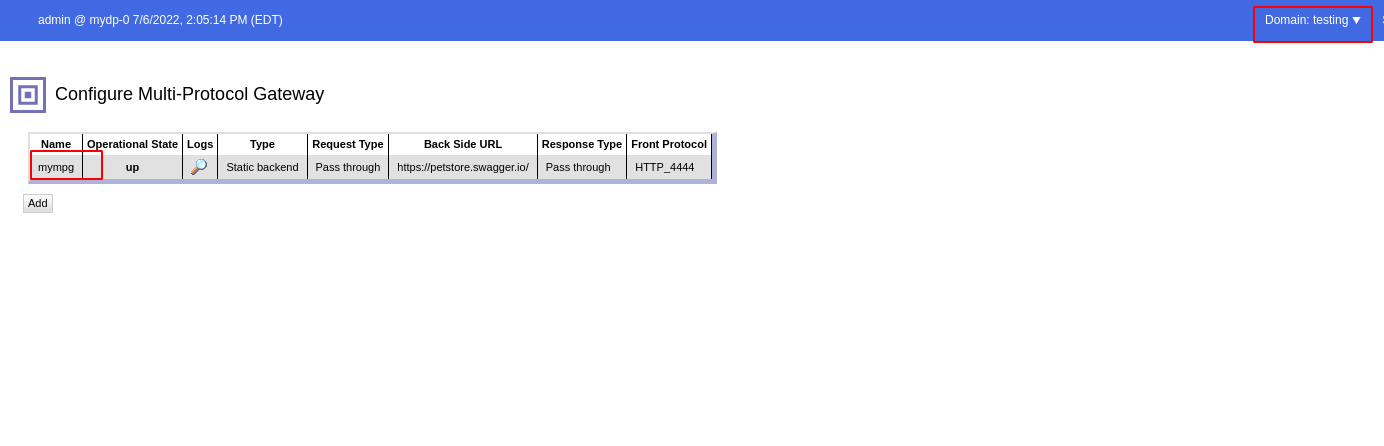 admin @ mydp-0 7/6/2022, 2:05:14 PM (EDT) Domain: testing
Configure Multi-Protocol Gateway
Name Operational State Logs Type Request Type Back Side URL Response Type Front Protocol
mympg up Static backend Pass through https://petstore.swagger.io/ Pass through HTTP_4444
Add